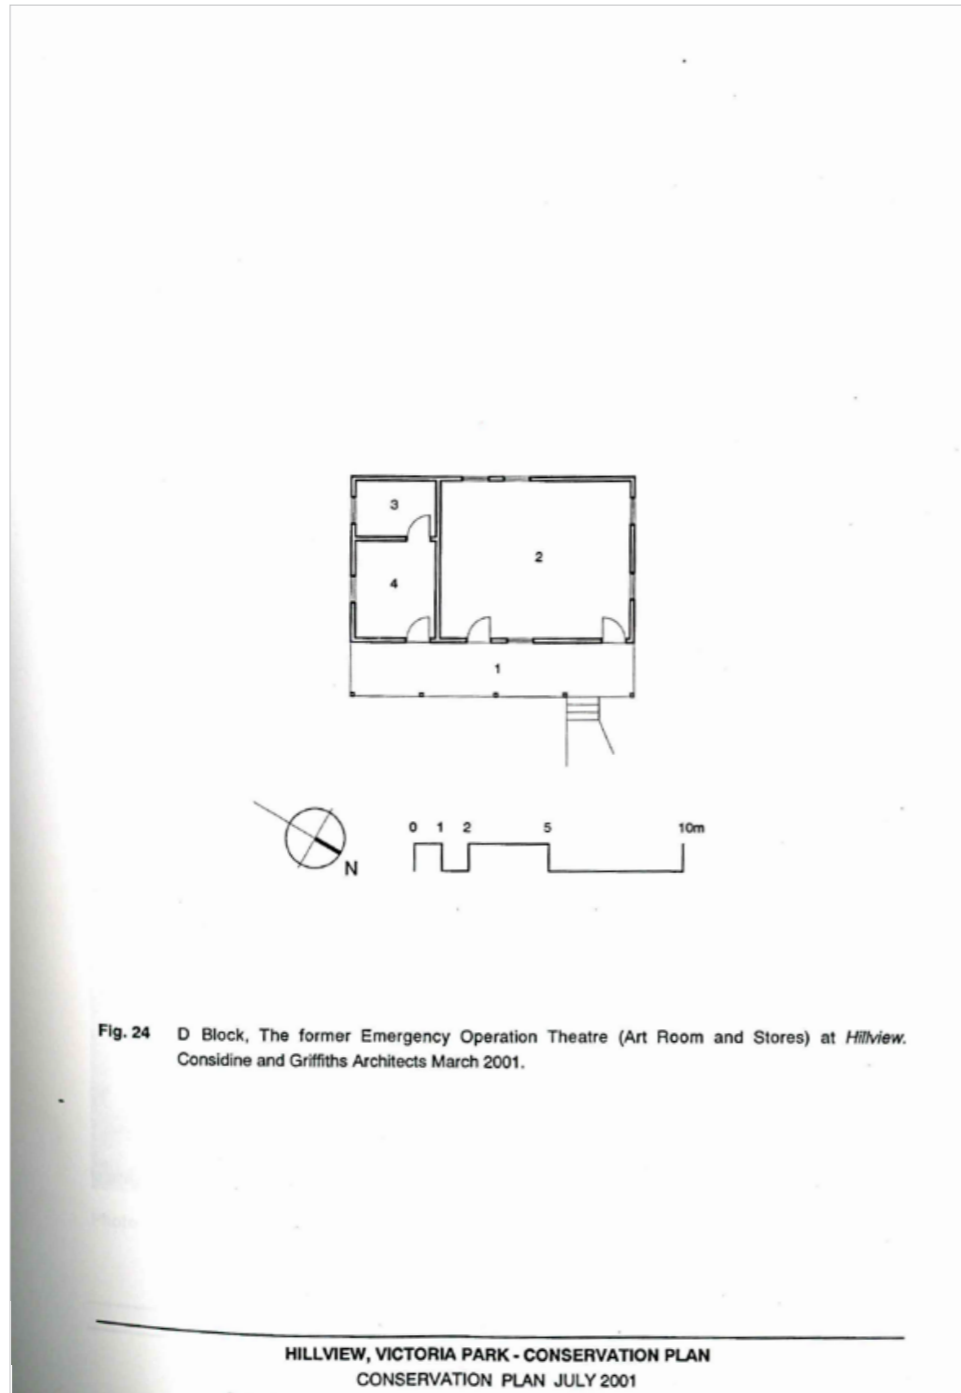 3
2
4
1
0 1 2 5 10m
N
Fig. 24 D Block, The former Emergency Operation Theatre (Art Room and Stores) at Hillview.
Considine and Griffiths Architects March 2001.
HILLVIEW, VICTORIA PARK - CONSERVATION PLAN
CONSERVATION PLAN JULY 2001